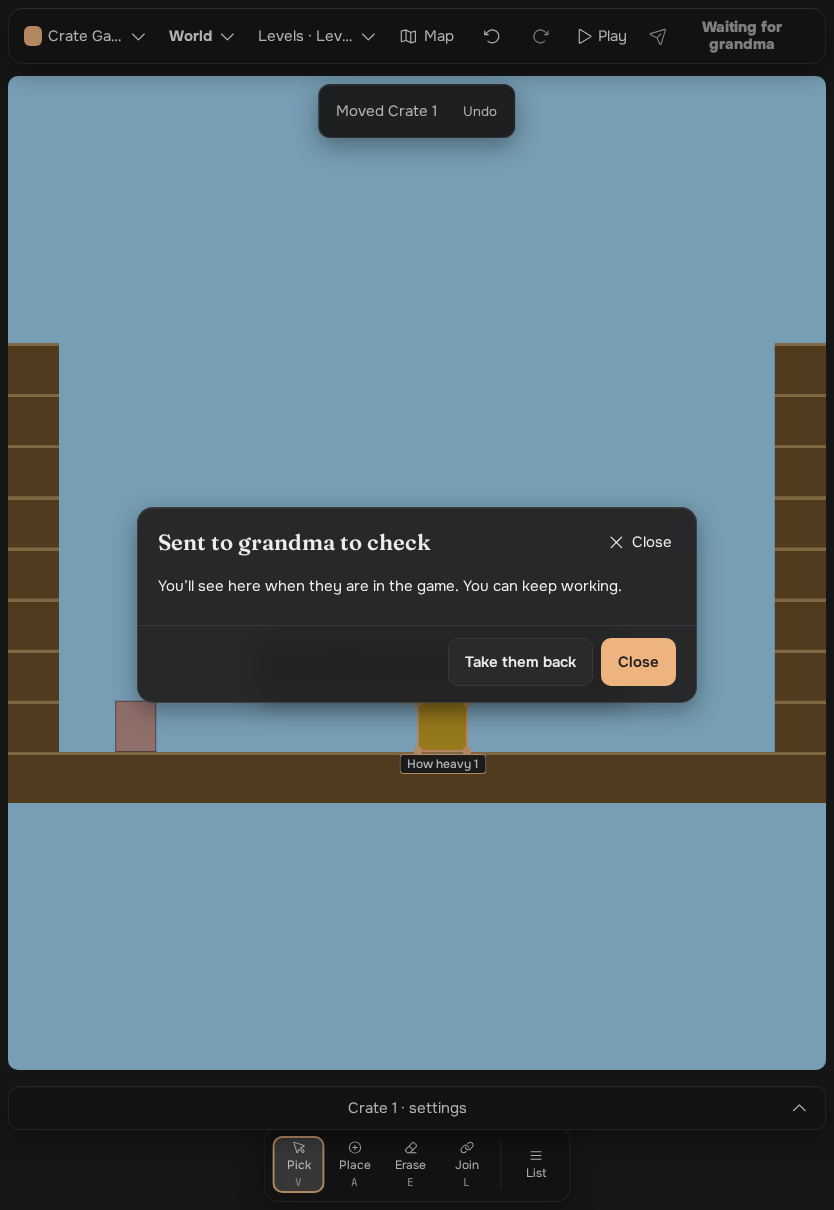 Crate Ga...
World
Levels · Lev...
Map
Play
Waiting for
grandma
Moved Crate 1
Undo
Sent to grandma to check
Close
You’ll see here when they are in the game. You can keep working.
Take them back
Close
How heavy 1
Crate 1 · settings
Pick
Place
Erase
Join
List
V
A
E
L